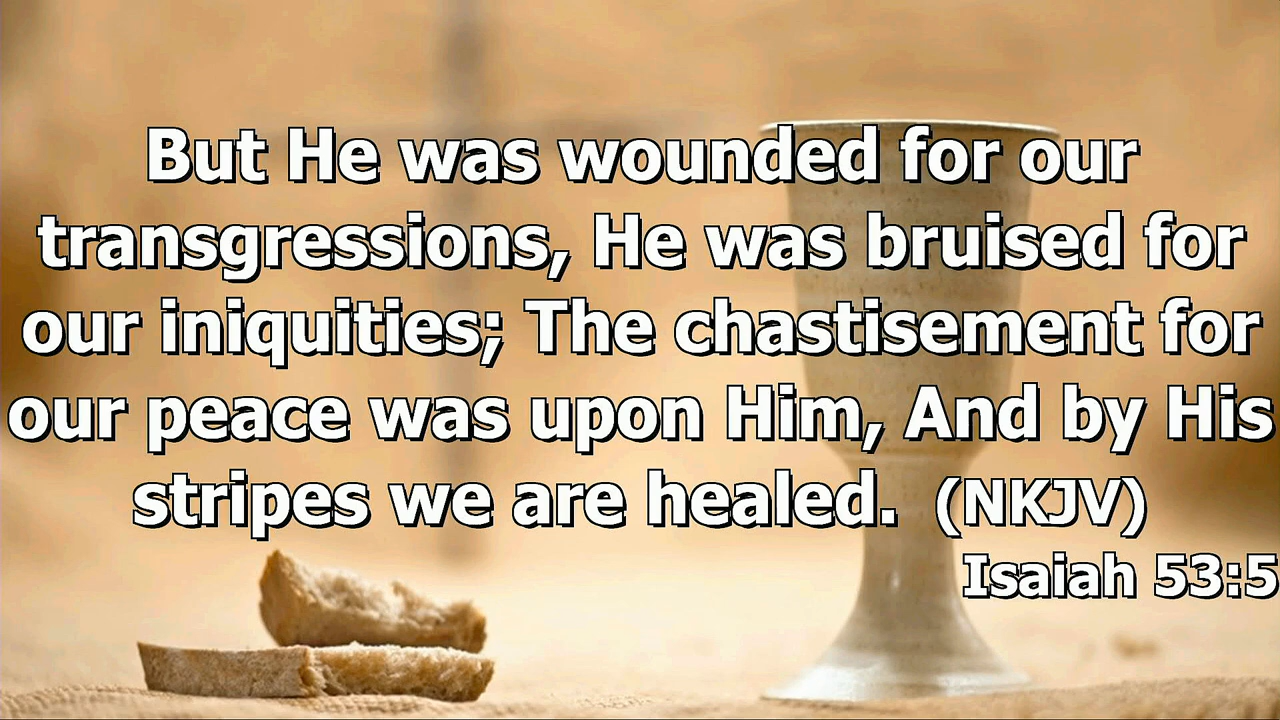 But He was wounded for our
transgressions, He was bruised for
our iniquities; The chastisement for
our peace was upon Him, And by His
stripes we are healed. (NKJV)
Isaiah 53:5